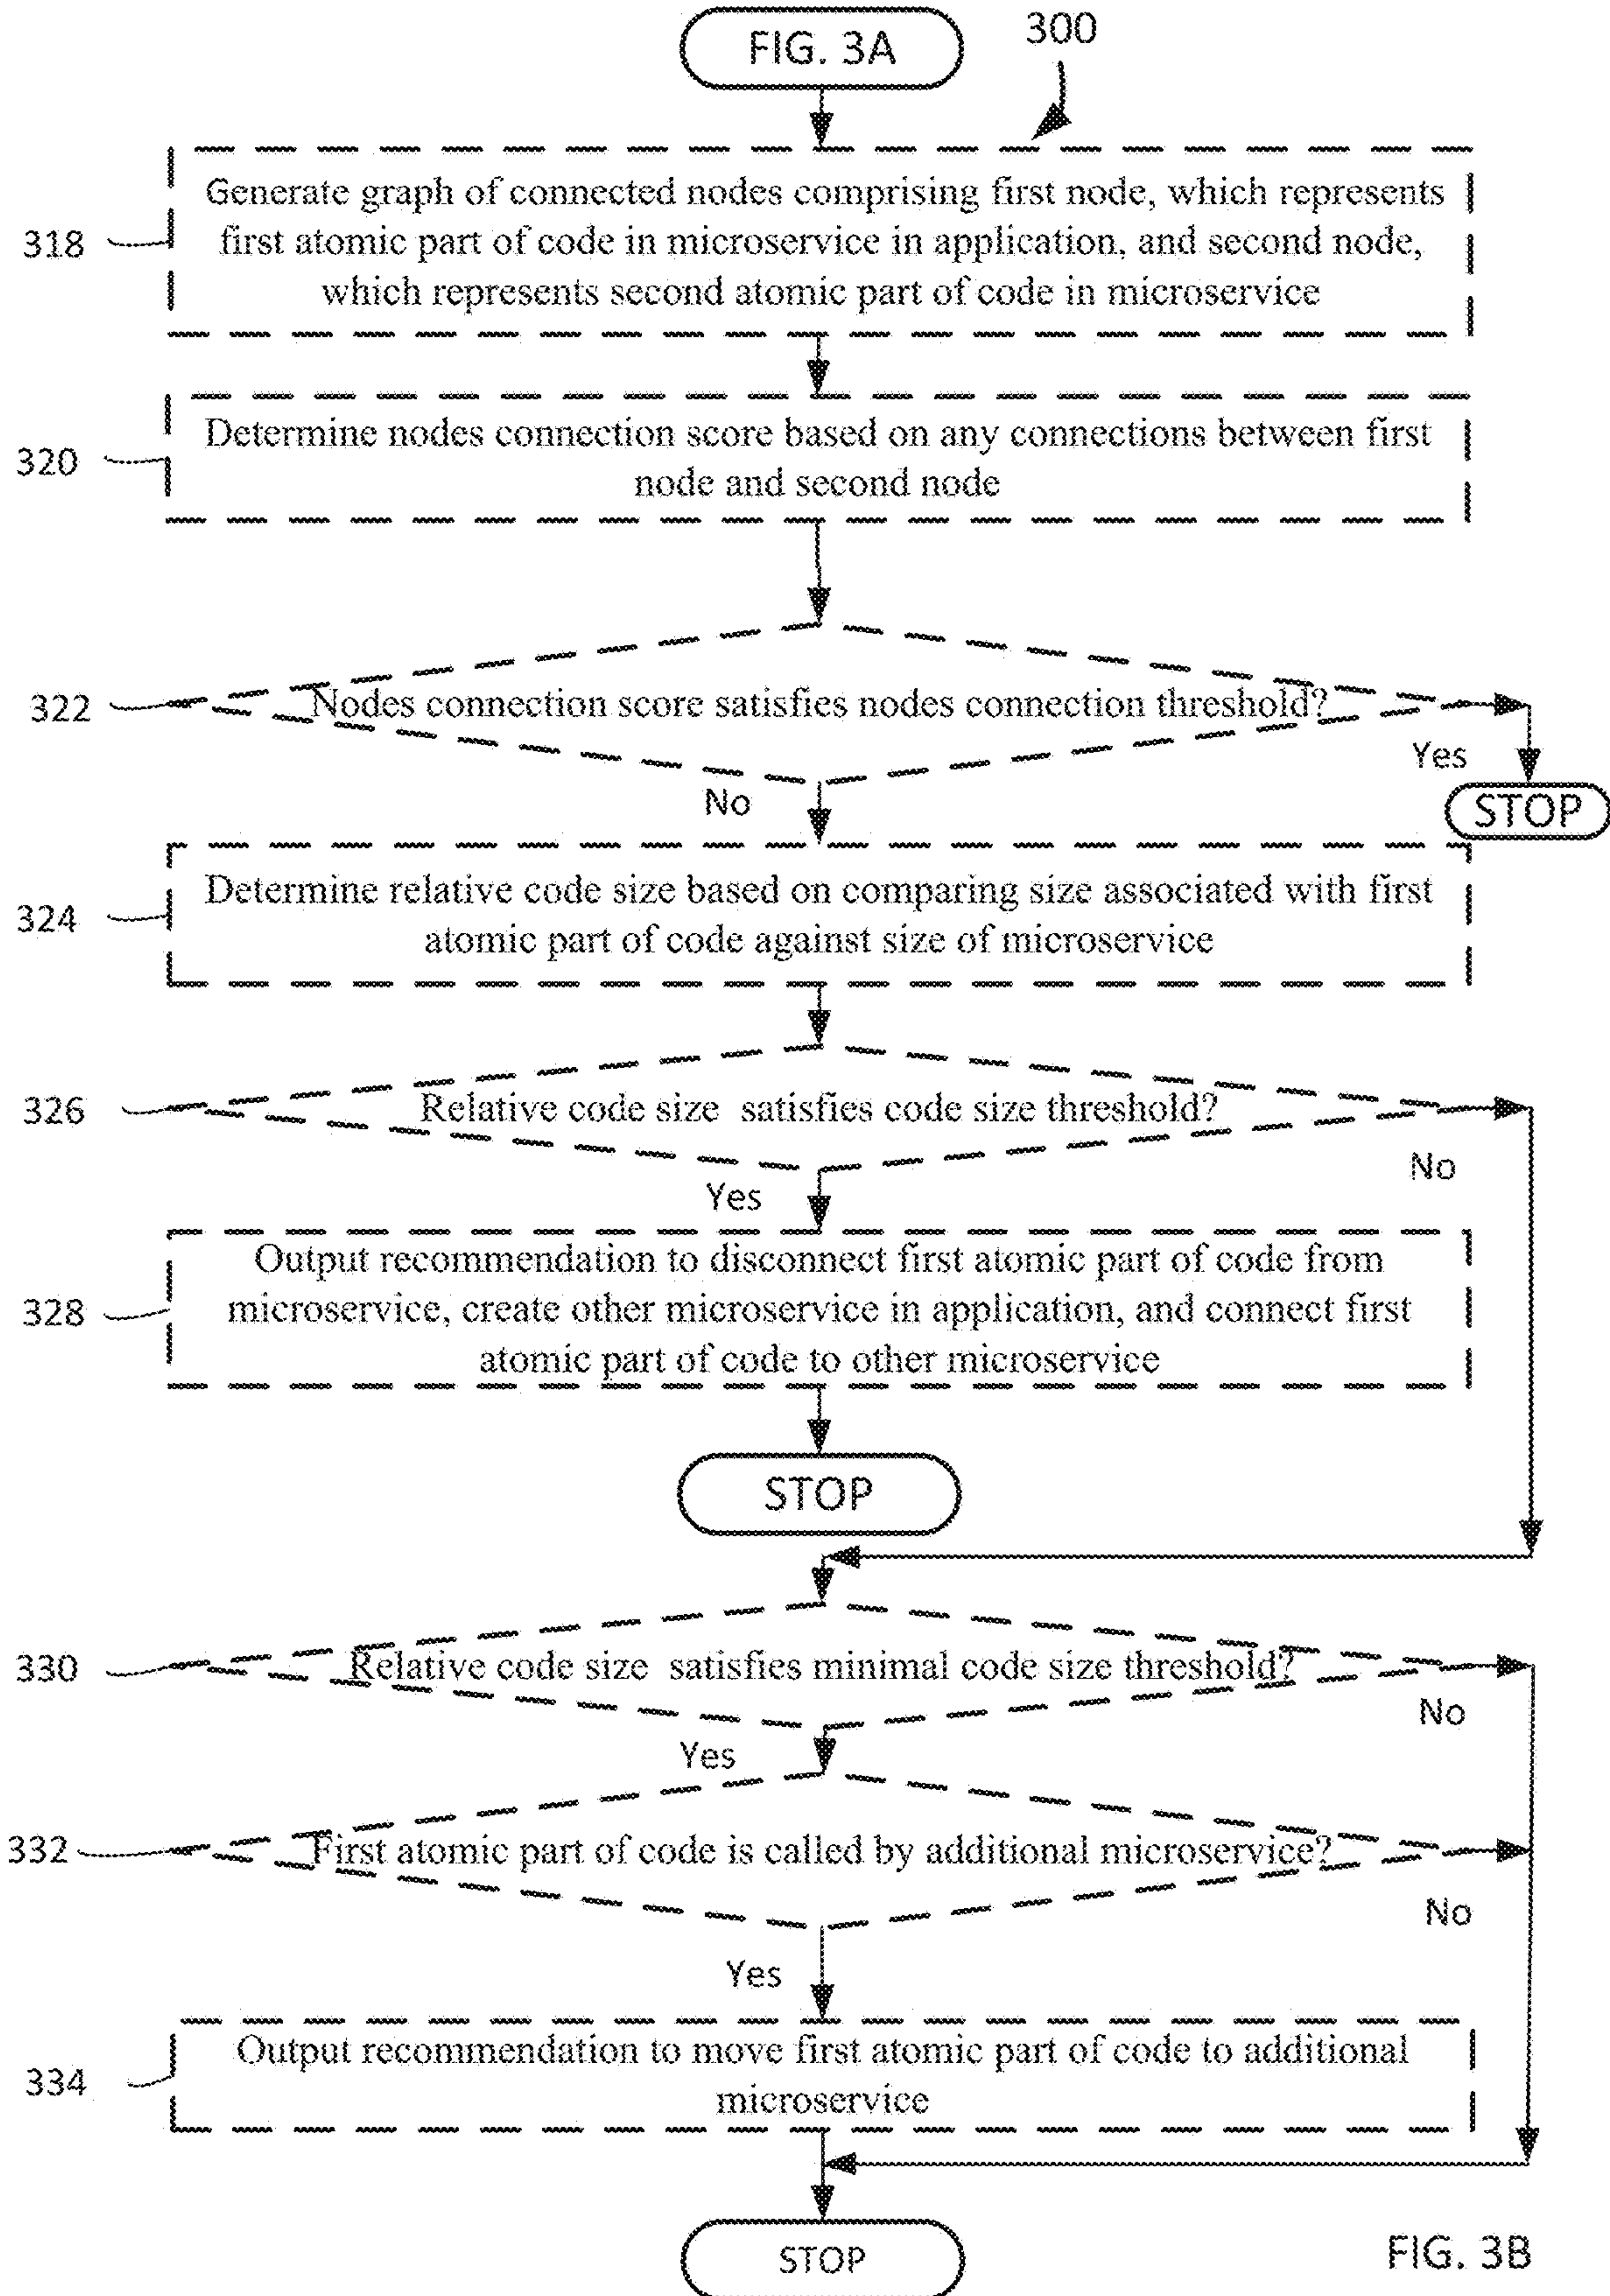 FIG. 3A
300
318
Generate graph of connected nodes comprising first node, which represents
first atomic part of code in microservice in application, and second node,
which represents second atomic part of code in microservice
320
Determine nodes connection score based on any connections between first
node and second node
322
Nodes connection score satisfies nodes connection threshold?
Yes
STOP
No
324
Determine relative code size based on comparing size associated with first
atomic part of code against size of microservice
326
Relative code size satisfies code size threshold?
No
Yes
328
Output recommendation to disconnect first atomic part of code from
microservice, create other microservice in application, and connect first
atomic part of code to other microservice
STOP
330
Relative code size satisfies minimal code size threshold?
No
Yes
332
First atomic part of code is called by additional microservice?
No
Yes
334
Output recommendation to move first atomic part of code to additional
microservice
STOP
FIG. 3B